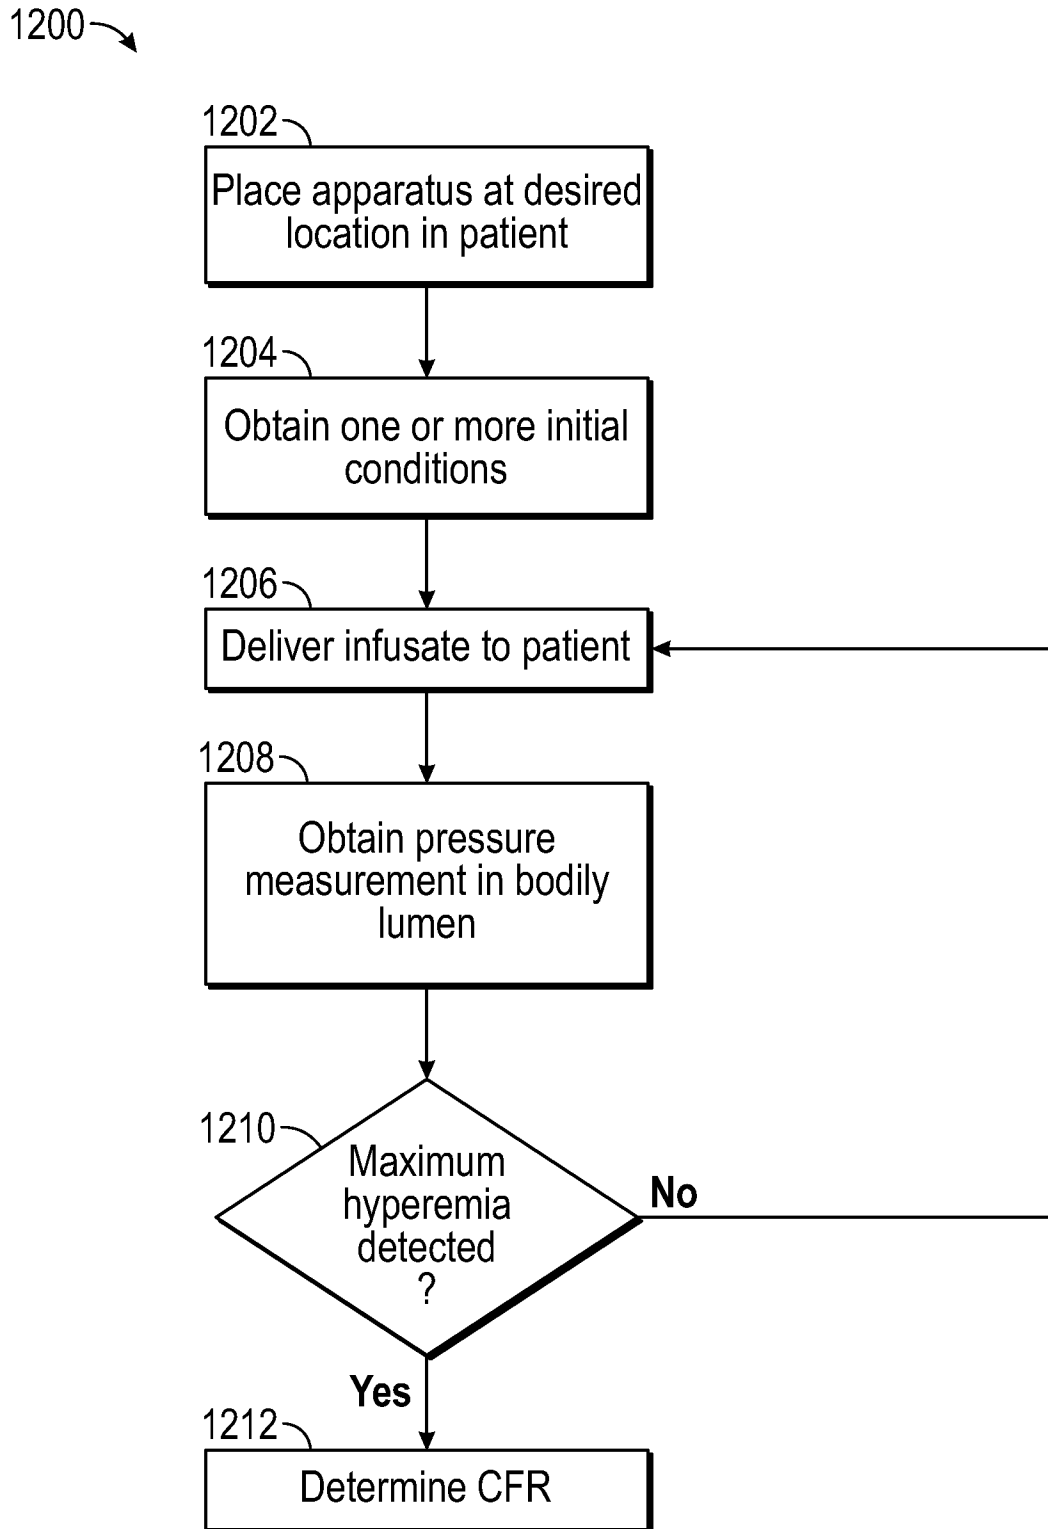 1200
1202
Place apparatus at desired
location in patient
1204
Obtain one or more initial
conditions
1206
Deliver infusate to patient
1208
Obtain pressure
measurement in bodily
lumen
1210
Maximum
hyperemia
detected
?
No
Yes
1212
Determine CFR